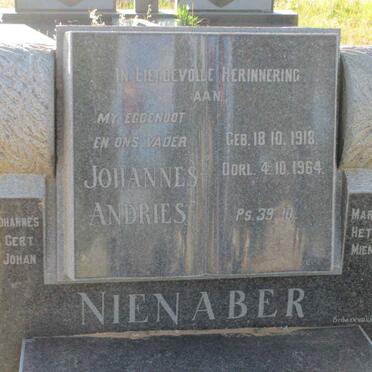 IN LIEFDEVOLLE HERINNERING
AAN
MY EGGENOOT
EN ONS VADER
JOHANNES
ANDRIES
GEB. 18.10.1918.
OORL. 4.10.1964.
PS. 39:10.
JOHANNES
GERT
JOHAN
MAR
HET
MIEN
NIENABER